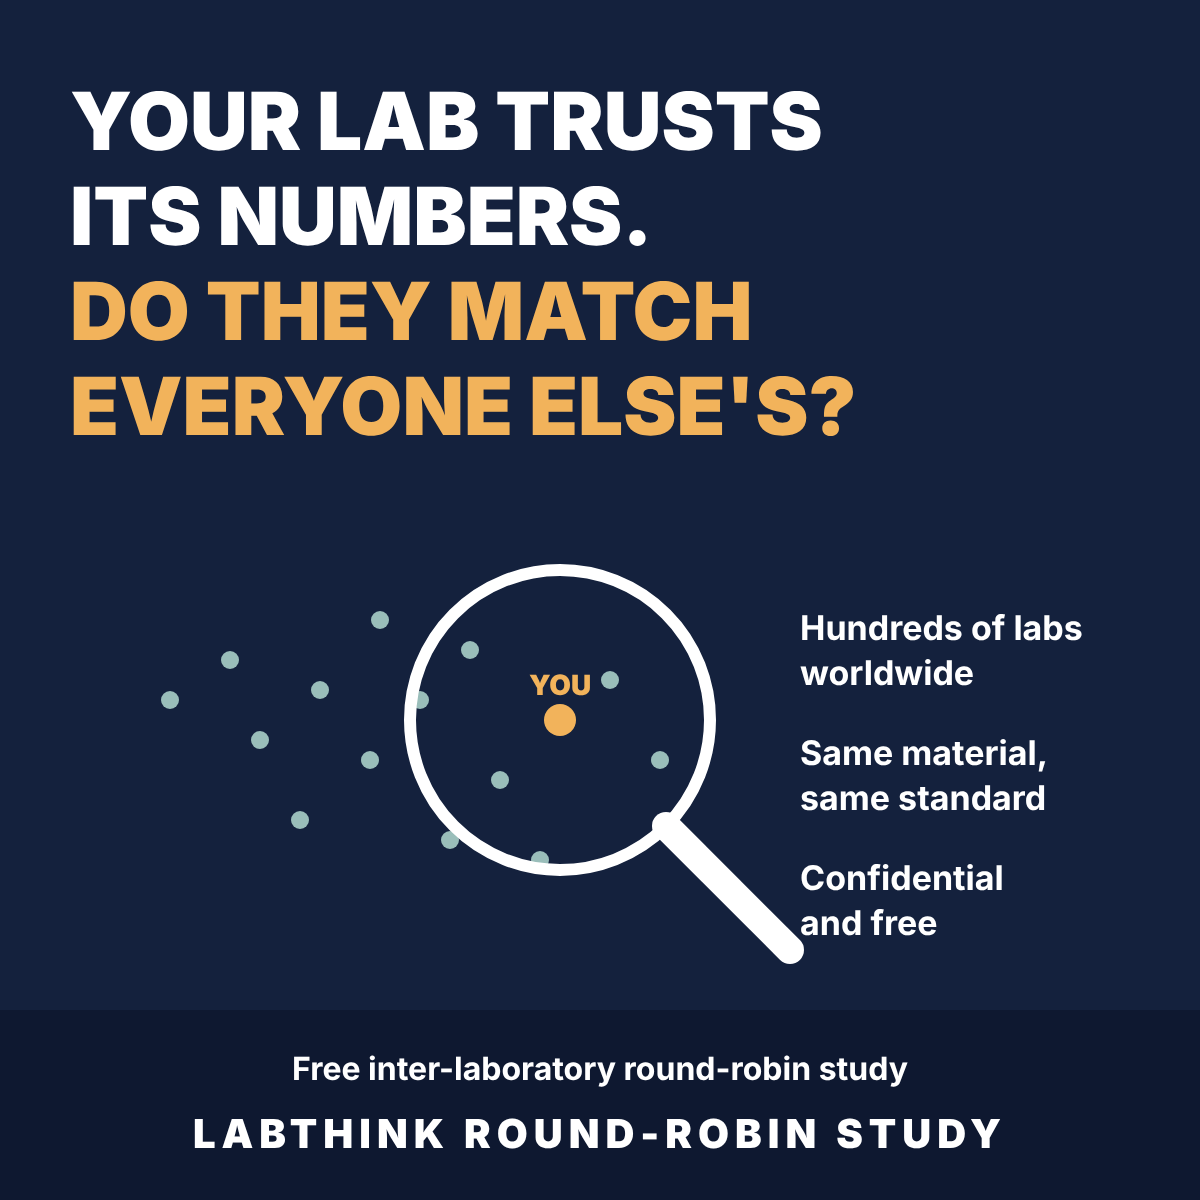 YOUR LAB TRUSTS
ITS NUMBERS.
DO THEY MATCH
EVERYONE ELSE'S?
YOU
Hundreds of labs
worldwide
Same material,
same standard
Confidential
and free
Free inter-laboratory round-robin study
LABTHINK ROUND-ROBIN STUDY